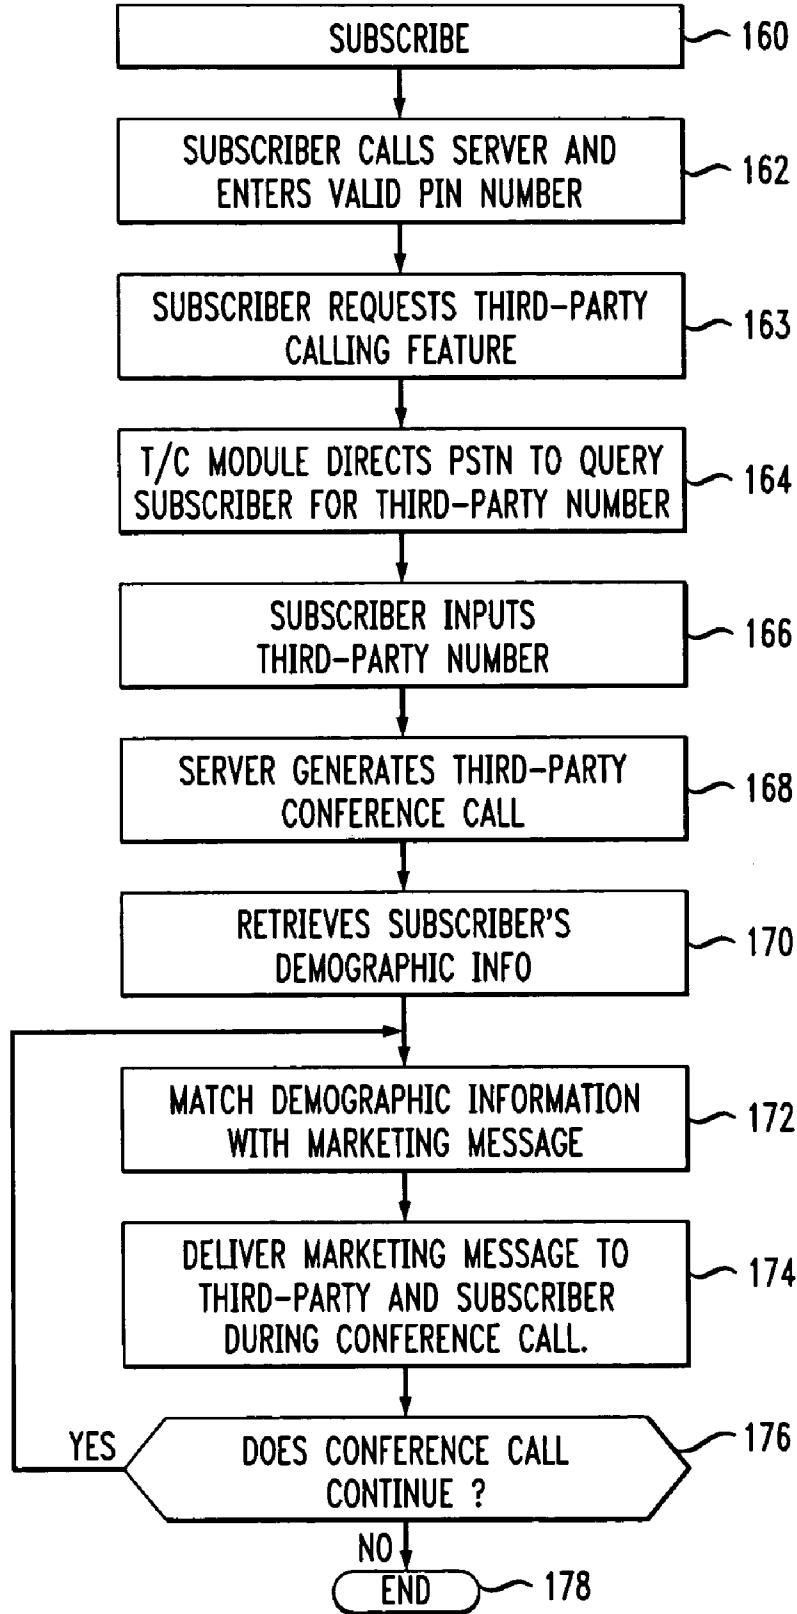 SUBSCRIBE
160
SUBSCRIBER CALLS SERVER AND
ENTERS VALID PIN NUMBER
162
SUBSCRIBER REQUESTS THIRD-PARTY
CALLING FEATURE
163
T/C MODULE DIRECTS PSTN TO QUERY
SUBSCRIBER FOR THIRD-PARTY NUMBER
164
SUBSCRIBER INPUTS
THIRD-PARTY NUMBER
166
SERVER GENERATES THIRD-PARTY
CONFERENCE CALL
168
RETRIEVES SUBSCRIBER'S
DEMOGRAPHIC INFO
170
MATCH DEMOGRAPHIC INFORMATION
WITH MARKETING MESSAGE
172
DELIVER MARKETING MESSAGE TO
THIRD-PARTY AND SUBSCRIBER
DURING CONFERENCE CALL.
174
YES
DOES CONFERENCE CALL
CONTINUE ?
176
NO
END
178